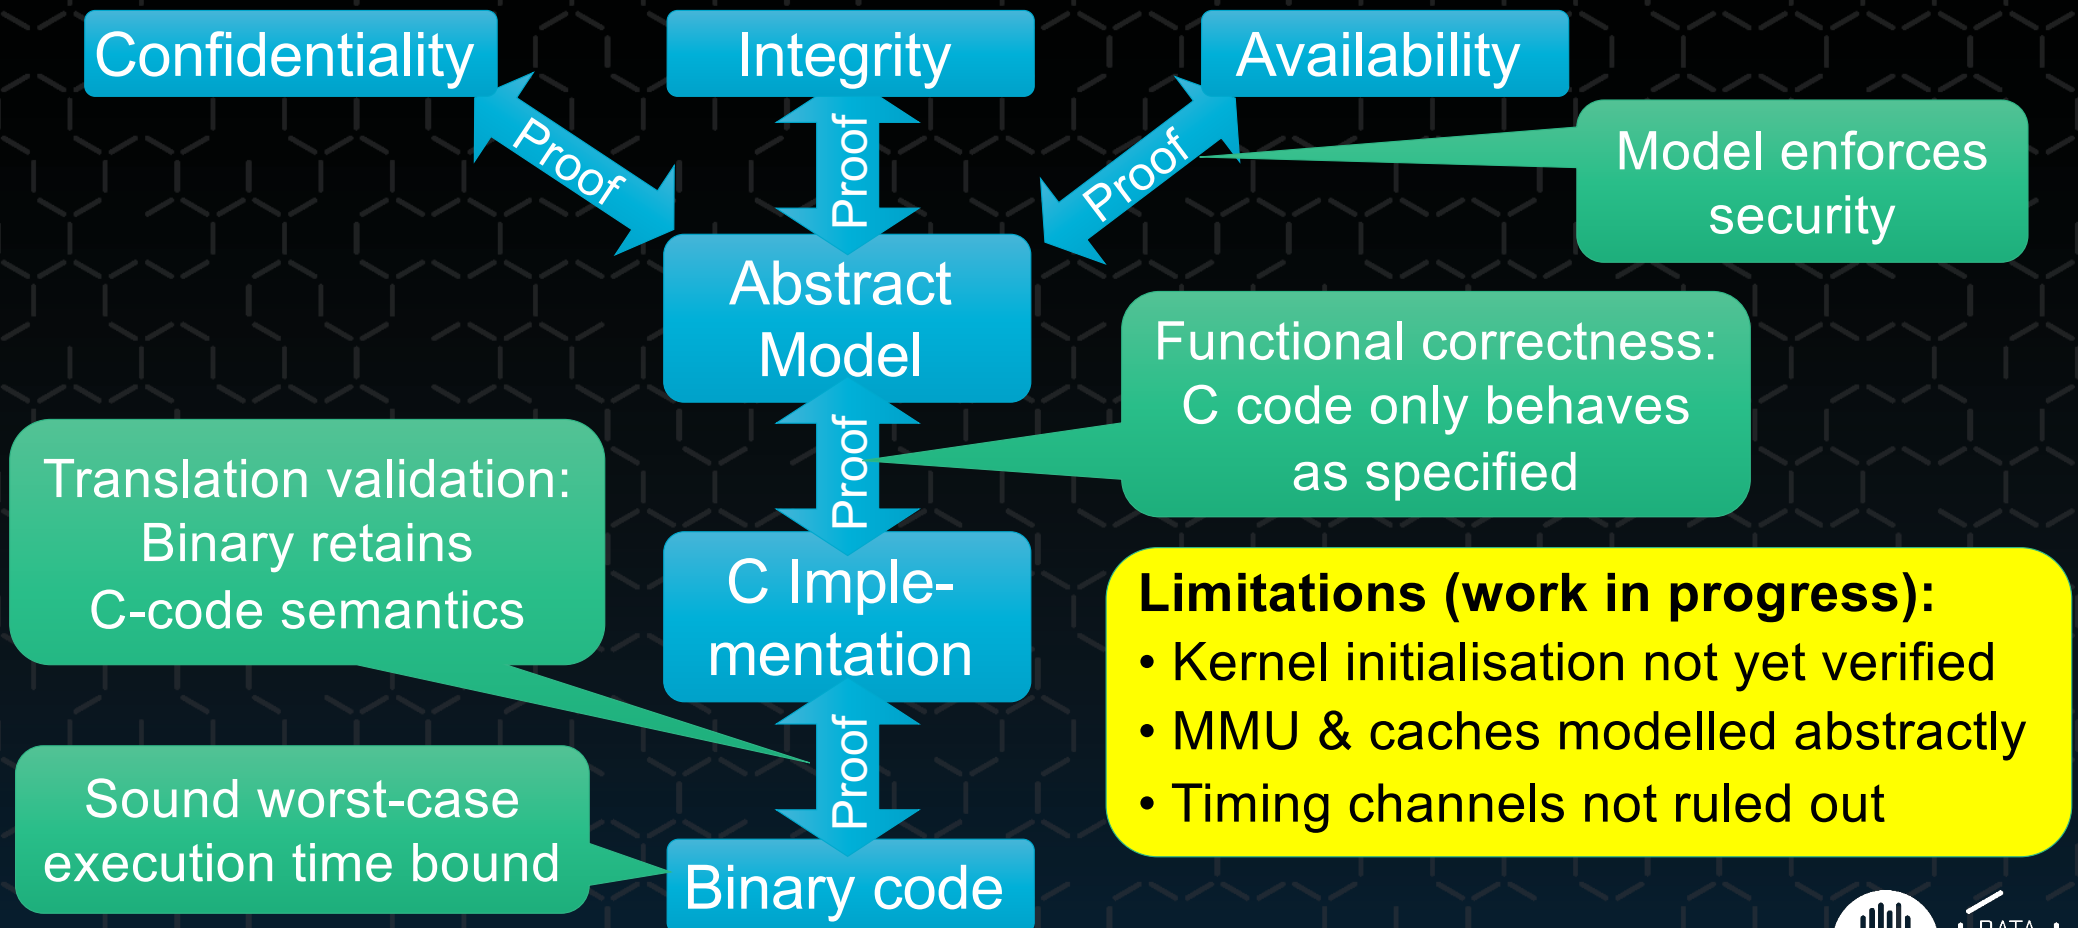 Confidentiality
Integrity
Availability
Proof
Proof
Proof
Model enforces
security
Abstract
Model
Functional correctness:
C code only behaves
as specified
Proof
Translation validation:
Binary retains
C-code semantics
C Imple-
mentation
Limitations (work in progress):
• Kernel initialisation not yet verified
• MMU & caches modelled abstractly
• Timing channels not ruled out
Proof
Sound worst-case
execution time bound
Binary code
DATA